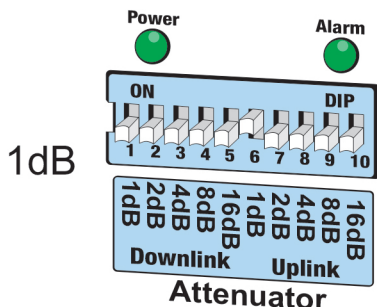 Power Alarm
ON DIP
1 2 3 4 5 6 7 8 9 10
1dB
1dB 2dB 4dB 8dB 16dB 1dB 2dB 4dB 8dB 16dB
Downlink Uplink
Attenuator